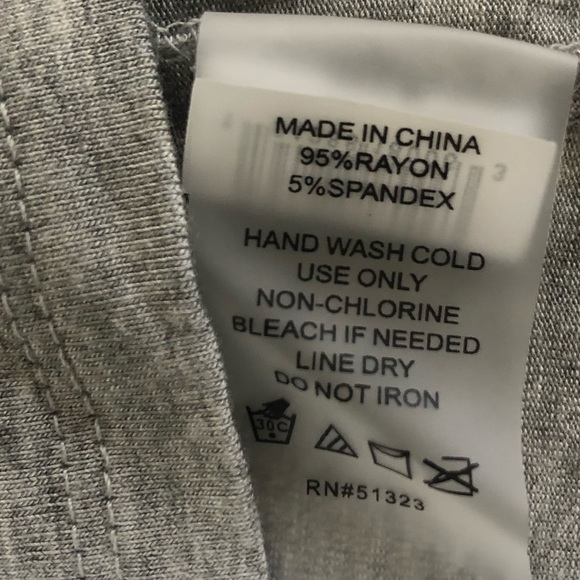 MADE IN CHINA
95%RAYON
5%SPANDEX
HAND WASH COLD
USE ONLY
NON-CHLORINE
BLEACH IF NEEDED
LINE DRY
DO NOT IRON
30C
RN#51323